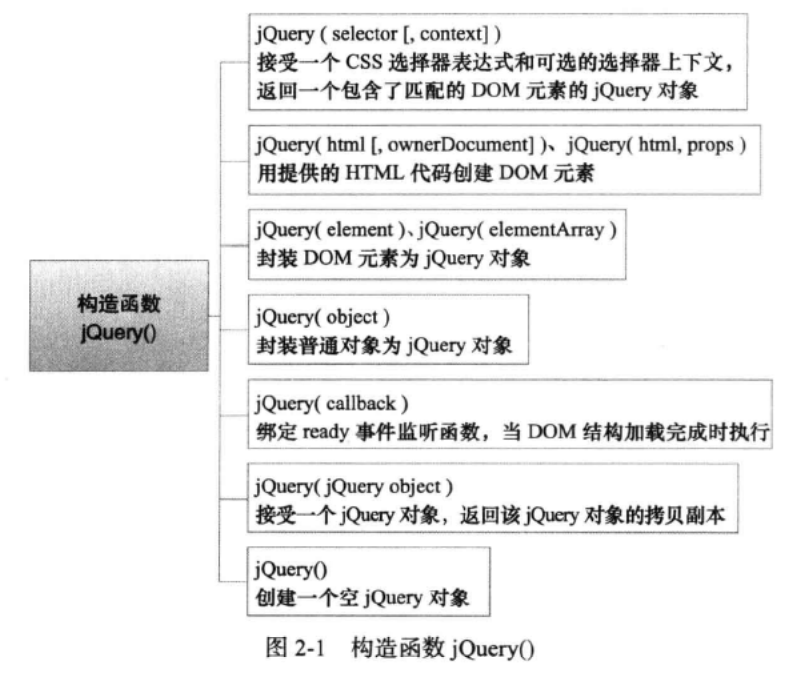 构造函数
jQuery()
jQuery ( selector [, context] )
接受一个 CSS 选择器表达式和可选的选择器上下文，
返回一个包含了匹配的 DOM 元素的 jQuery 对象
jQuery( html [, ownerDocument] )、jQuery( html, props )
用提供的 HTML 代码创建 DOM 元素
jQuery( element )、jQuery( elementArray )
封装 DOM 元素为 jQuery 对象
jQuery( object )
封装普通对象为 jQuery 对象
jQuery( callback )
绑定 ready 事件监听函数，当 DOM 结构加载完成时执行
jQuery( jQuery object )
接受一个 jQuery 对象，返回该 jQuery 对象的拷贝副本
jQuery()
创建一个空 jQuery 对象
图 2-1 构造函数 jQuery()